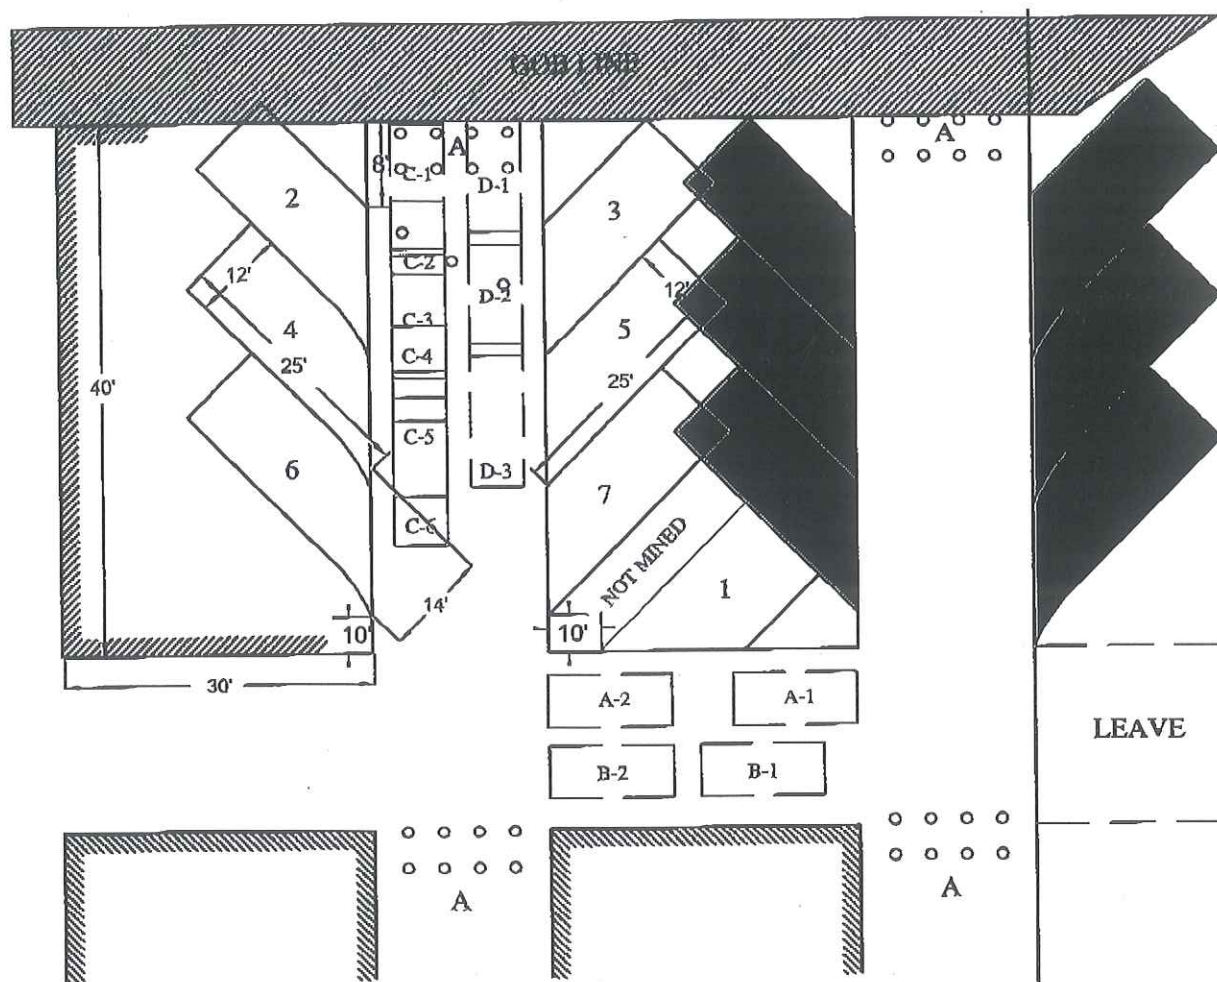 GOB LINE
A
A
8'
C-1
D-1
2
3
C-2
12'
D-2
12'
4
C-3
5
C-4
25'
25'
40'
C-5
6
D-3
7
C-6
NOT MINED
1
14'
10'
10'
30'
A-2
A-1
LEAVE
B-2
B-1
A
A